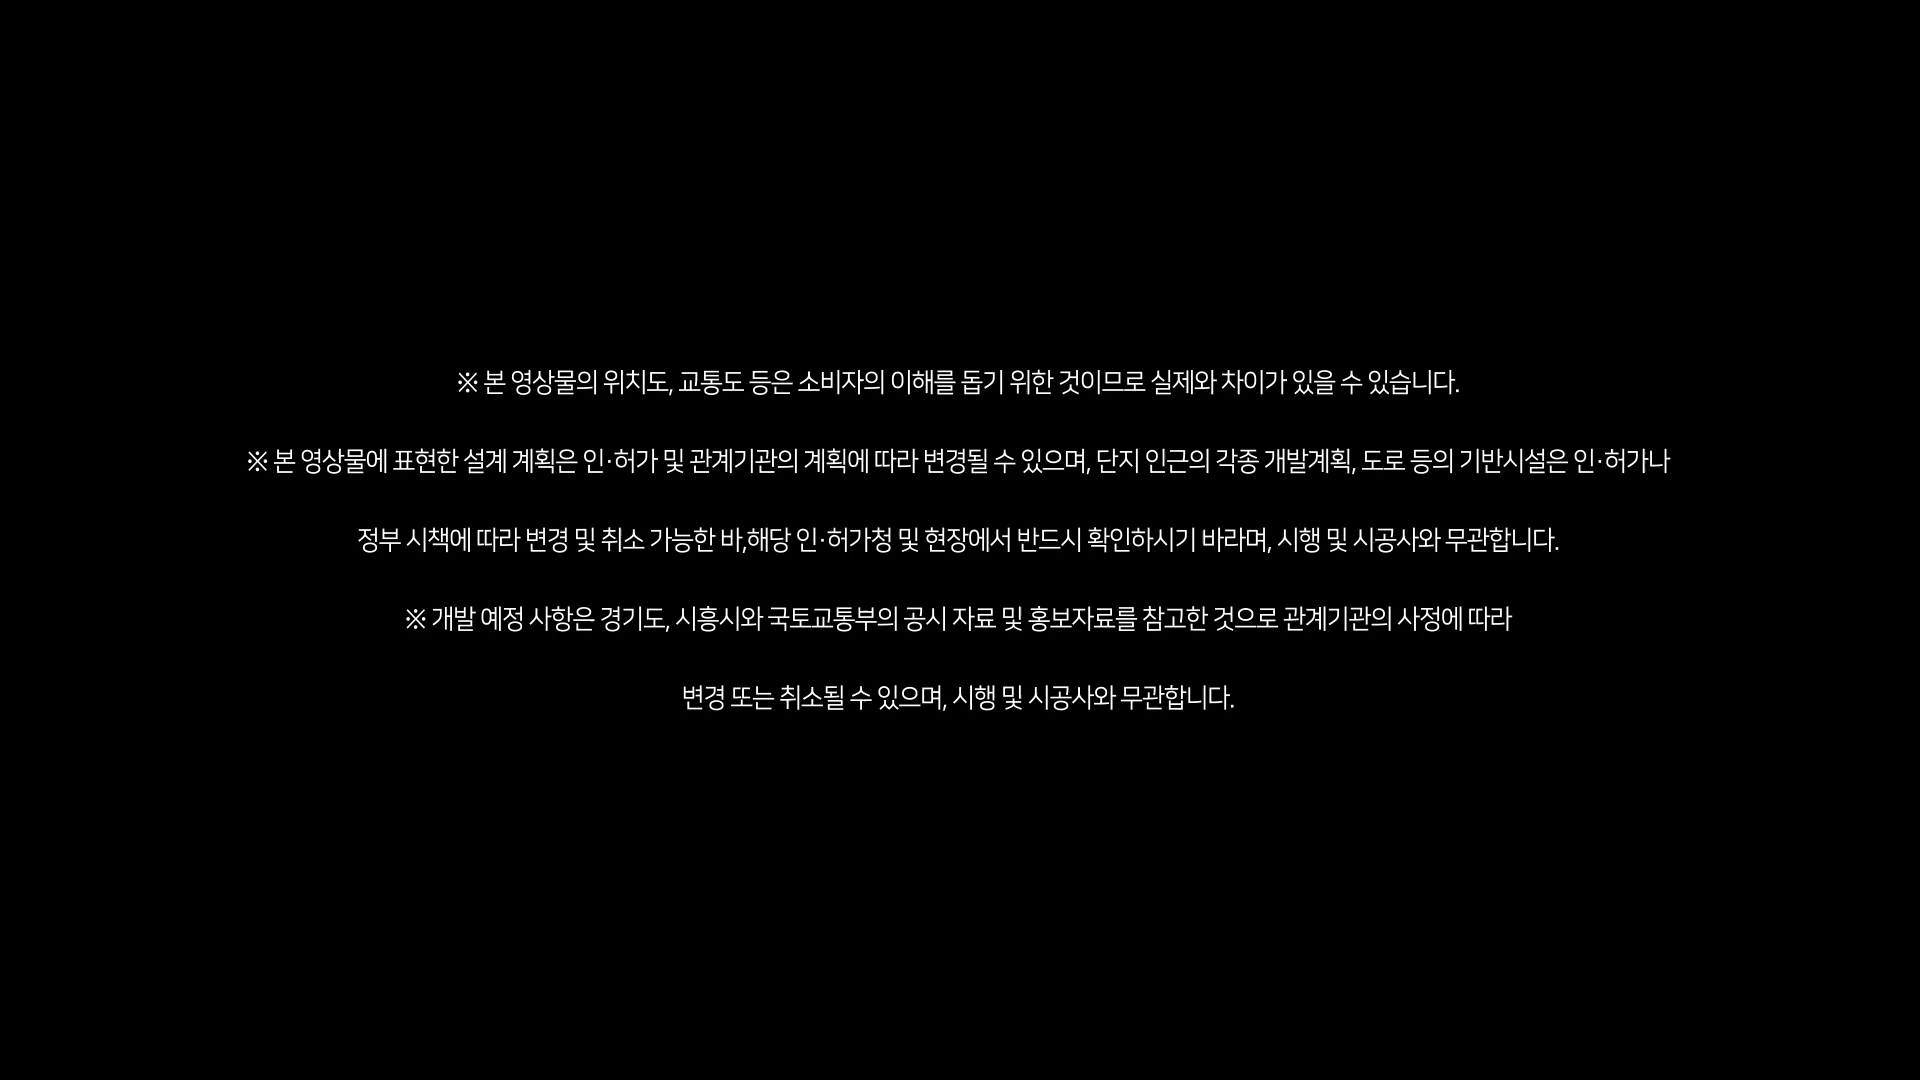 ※ 본 영상물의 위치도, 교통도 등은 소비자의 이해를 돕기 위한 것이므로 실제와 차이가 있을 수 있습니다.
※ 본 영상물에 표현한 설계 계획은 인·허가 및 관계기관의 계획에 따라 변경될 수 있으며, 단지 인근의 각종 개발계획, 도로 등의 기반시설은 인·허가나
정부 시책에 따라 변경 및 취소 가능한 바,해당 인·허가청 및 현장에서 반드시 확인하시기 바라며, 시행 및 시공사와 무관합니다.
※ 개발 예정 사항은 경기도, 시흥시와 국토교통부의 공시 자료 및 홍보자료를 참고한 것으로 관계기관의 사정에 따라
변경 또는 취소될 수 있으며, 시행 및 시공사와 무관합니다.